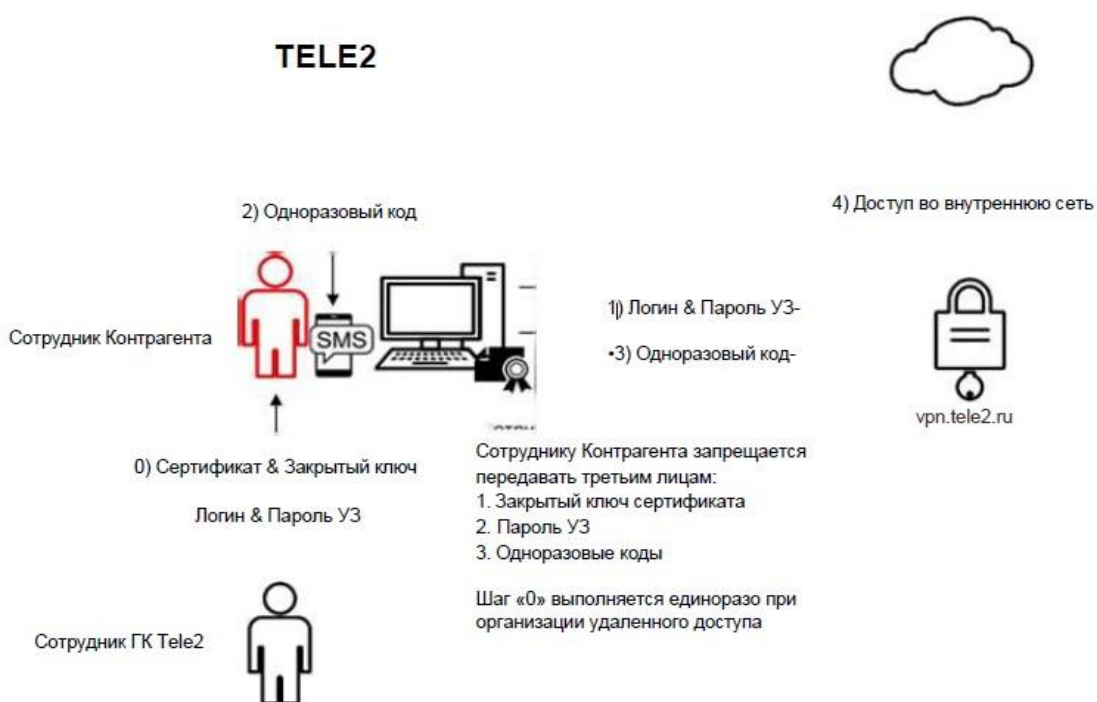 TELE2
2) Одноразовый код
4) Доступ во внутреннюю сеть
SMS
Сотрудник Контрагента
1) Логин & Пароль УЗ-
•3) Одноразовый код-
vpn.tele2.ru
0) Сертификат & Закрытый ключ
Логин & Пароль УЗ
Сотруднику Контрагента запрещается
передавать третьим лицам:
1. Закрытый ключ сертификата
2. Пароль УЗ
3. Одноразовые коды
Шаг «0» выполняется единоразо при
организации удаленного доступа
Сотрудник ГК Tele2